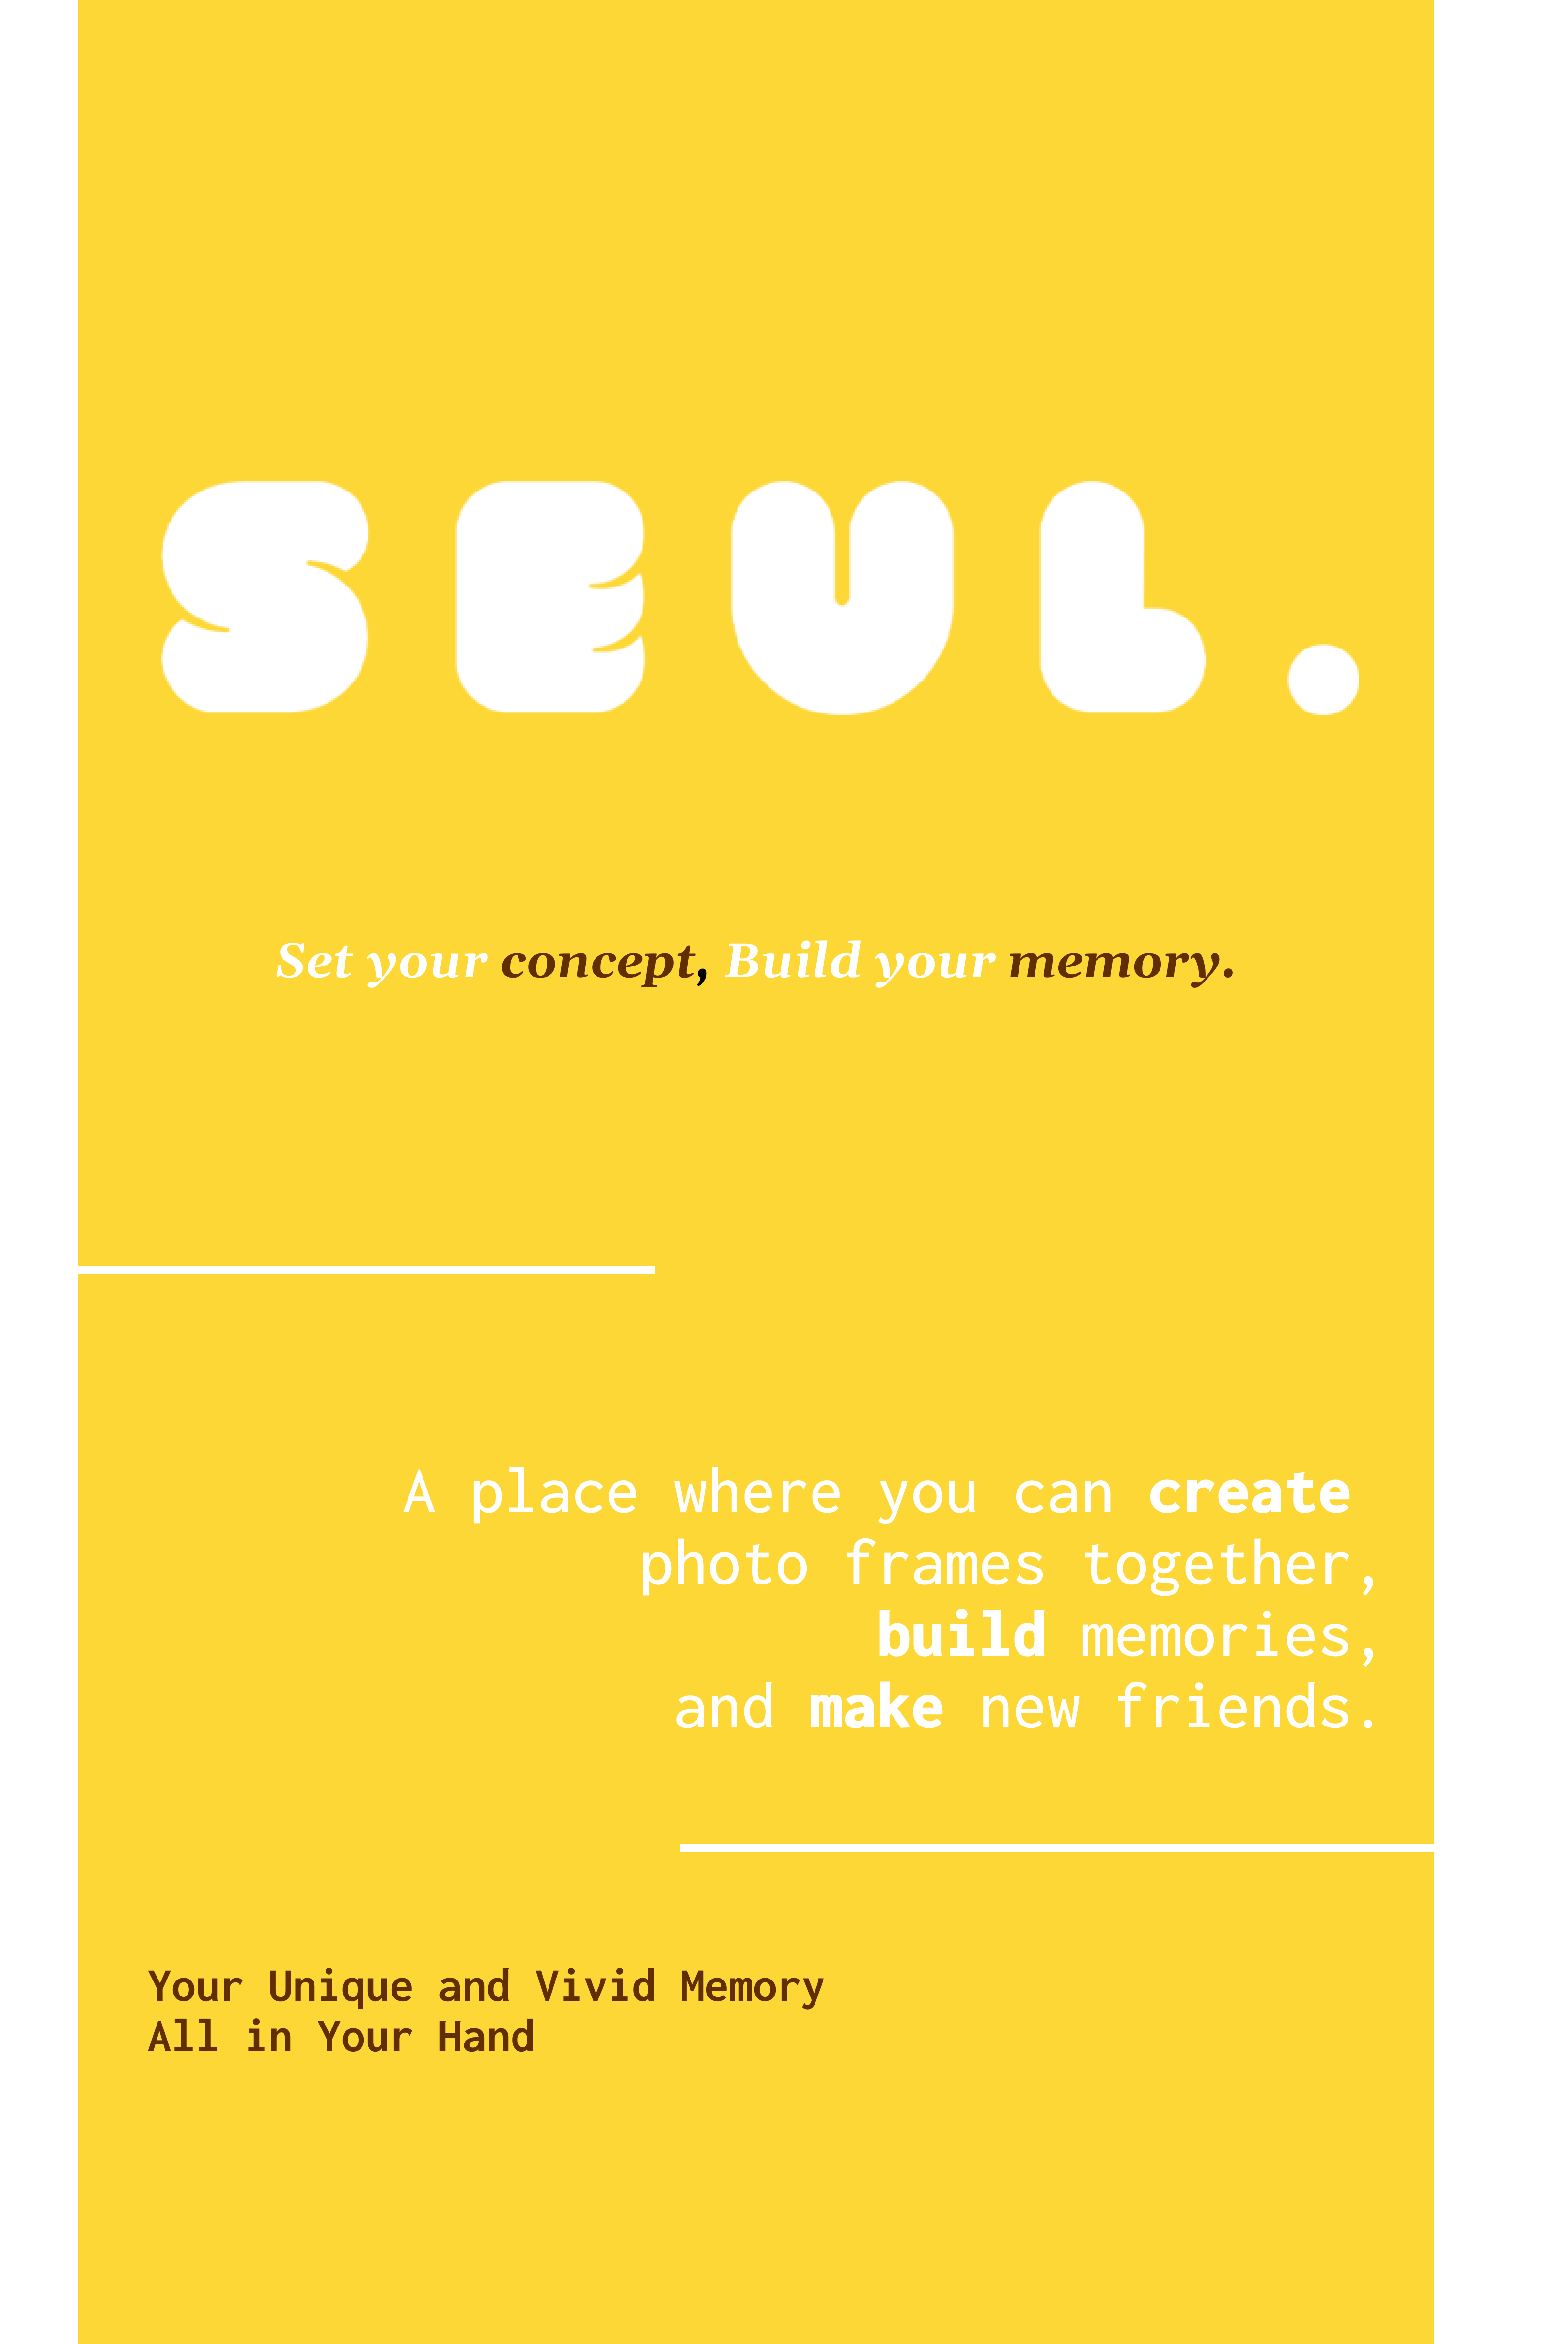 SEUL.
Set your concept, Build your memory.
A place where you can create
photo frames together,
build memories,
and make new friends.
Your Unique and Vivid Memory
All in Your Hand